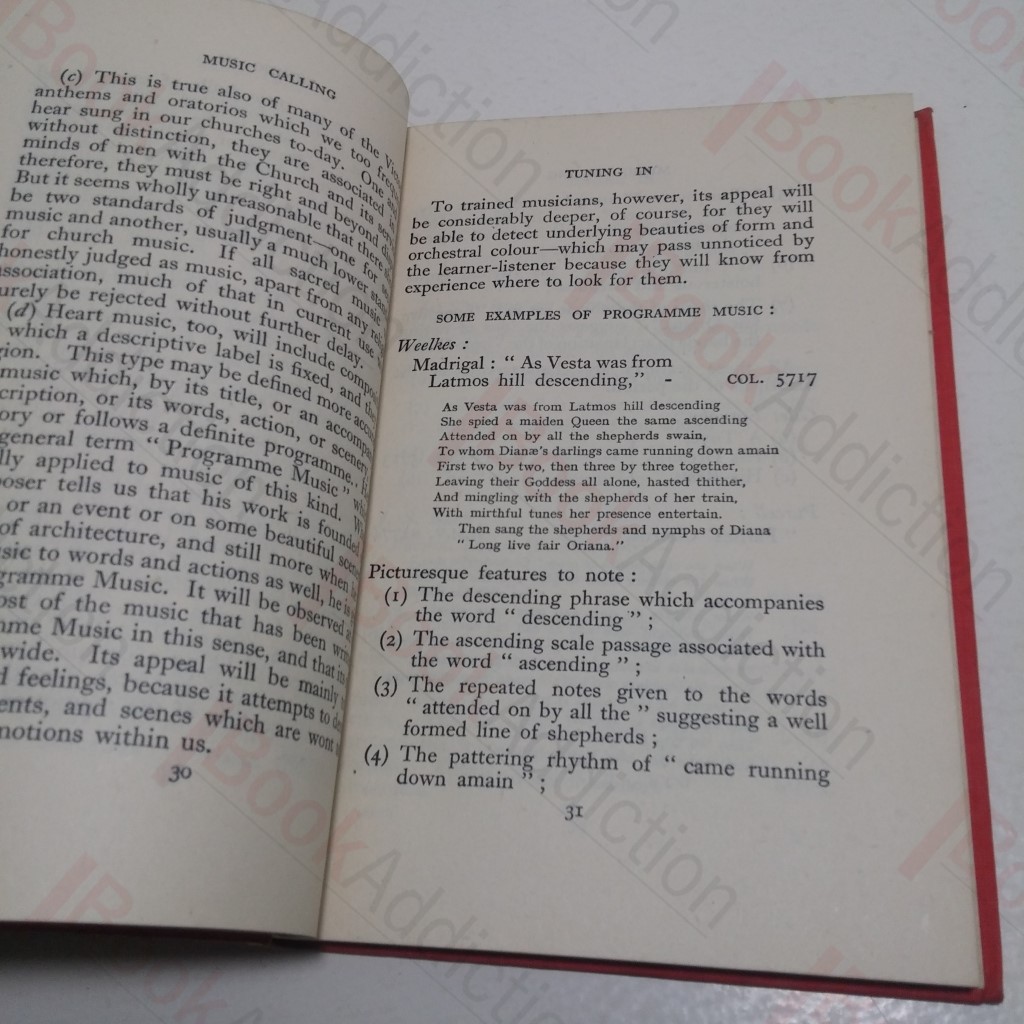 MUSIC CALLING
(c) This is true also of many of the
anthems and oratorios which we too
hear sung in our churches to-day. One
without distinction, they are associated in
minds of men with the Church and its
therefore, they must be right and beyond
But it seems wholly unreasonable that there
be two standards of judgment—one for
music and another, usually a much lower
for church music. If all sacred music
honestly judged as music, apart from any
association, much of that in current use
be rejected without further delay.
(d) Heart music, too, will include
which a descriptive label is fixed, and
This type may be defined more
music which, by its title, or an
or its words, action, or scenery
or follows a definite programme.
general term “ Programme Music ”
applied to music of this kind.
tells us that his work is founded
or an event or on some beautiful
of architecture, and still more when
to words and actions as well, he is
Music. It will be observed
of the music that has been
Music in this sense, and that
wide. Its appeal will be mainly
feelings, because it attempts to
and scenes which are wont
within us.
30
TUNING IN
To trained musicians, however, its appeal will
be considerably deeper, of course, for they will
be able to detect underlying beauties of form and
orchestral colour—which may pass unnoticed by
the learner-listener because they will know from
experience where to look for them.
SOME EXAMPLES OF PROGRAMME MUSIC :
Weelkes :
Madrigal : “ As Vesta was from
Latmos hill descending,” - COL. 5717
As Vesta was from Latmos hill descending
She spied a maiden Queen the same ascending
Attended on by all the shepherds swain,
To whom Dianæ's darlings came running down amain
First two by two, then three by three together,
Leaving their Goddess all alone, hasted thither,
And mingling with the shepherds of her train,
With mirthful tunes her presence entertain.
Then sang the shepherds and nymphs of Diana
“ Long live fair Oriana.”
Picturesque features to note :
(1) The descending phrase which accompanies
the word “ descending ” ;
(2) The ascending scale passage associated with
the word “ ascending ” ;
(3) The repeated notes given to the words
“ attended on by all the ” suggesting a well
formed line of shepherds ;
(4) The pattering rhythm of “ came running
down amain ” ;
31